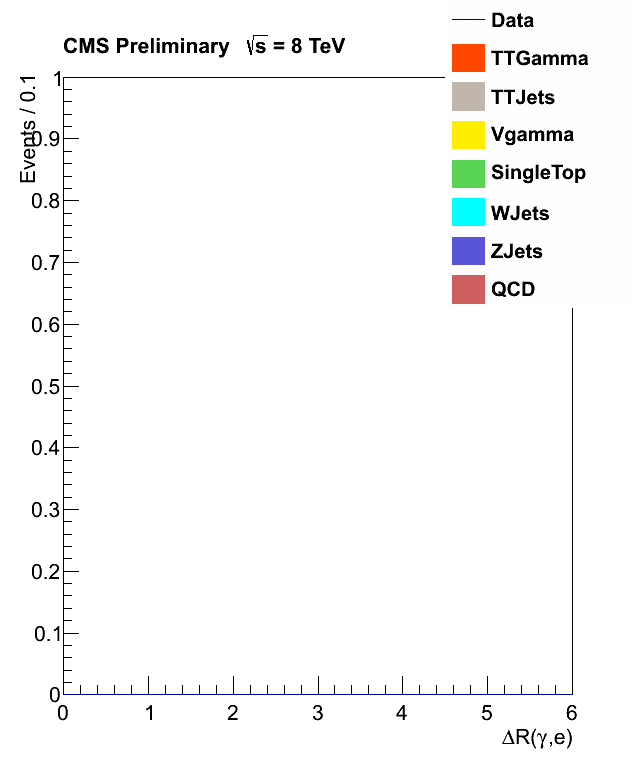 Data
CMS Preliminary √s = 8 TeV
TTGamma
TTJets
Vgamma
SingleTop
WJets
ZJets
QCD
Events / 0.1
1
0.9
0.8
0.7
0.6
0.5
0.4
0.3
0.2
0.1
0
0 1 2 3 4 5 6
ΔR(γ,e)